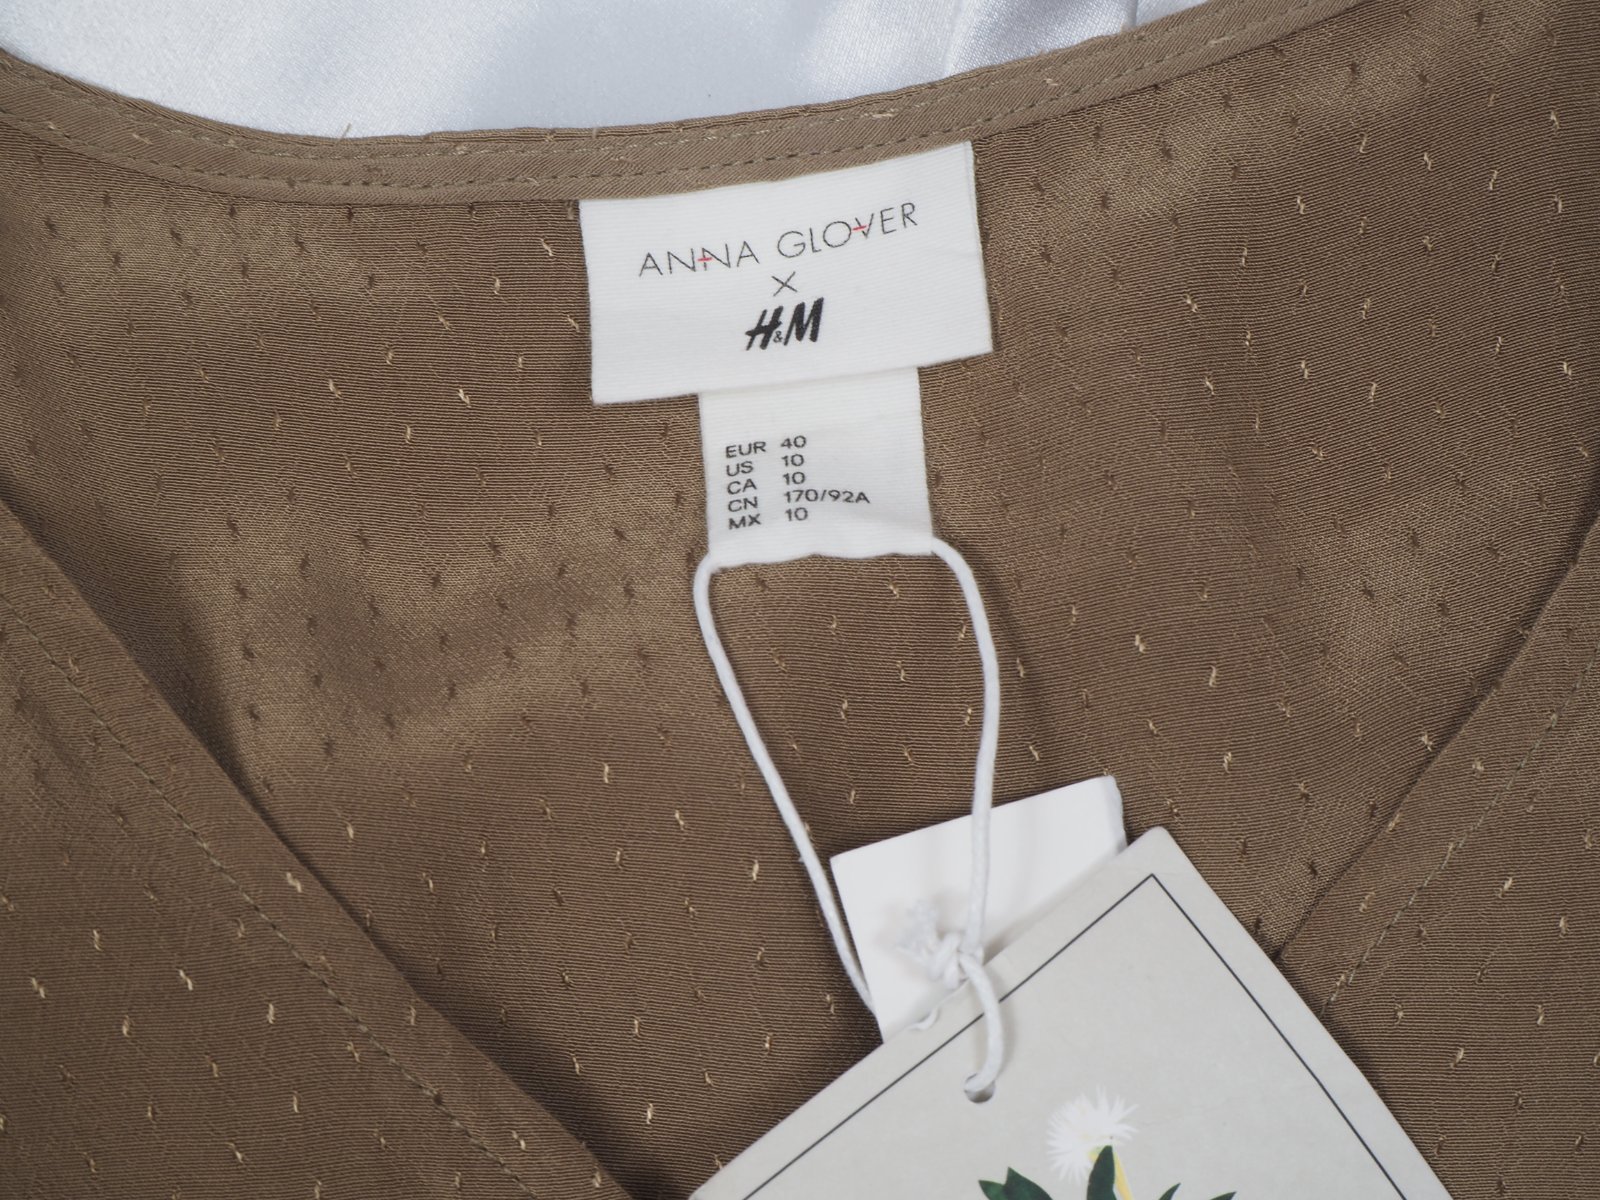 ANNA GLOVER
X
H&M
EUR 40
US 10
CA 10
CN 170/92A
MX 10